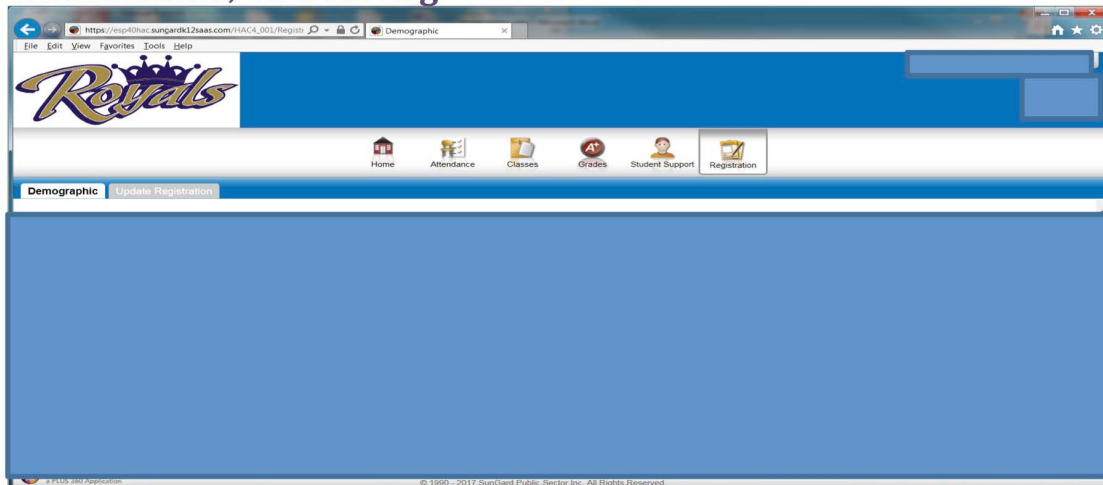 https://esp40hac.sungardk12saas.com/HAC4_001/Registr
Demographic
File Edit View Favorites Tools Help
Royals
Home Attendance Classes Grades Student Support Registration
Demographic Update Registration
a PLUS 360 Application
© 1990 - 2017 SunGard Public Sector Inc. All Rights Reserved